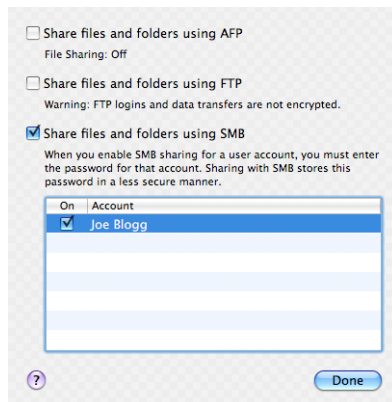 Share files and folders using AFP
File Sharing: Off
Share files and folders using FTP
Warning: FTP logins and data transfers are not encrypted.
Share files and folders using SMB
When you enable SMB sharing for a user account, you must enter
the password for that account. Sharing with SMB stores this
password in a less secure manner.
On Account
Joe Blogg
? Done